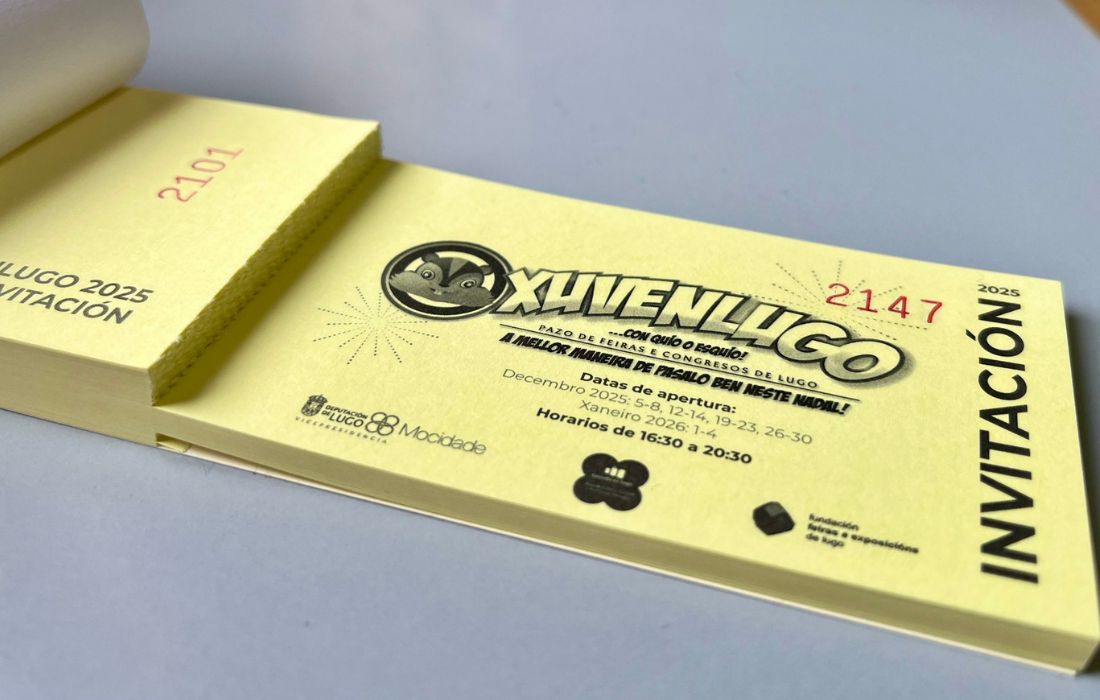 2101
LUGO 2025
VITACIÓN
XUVENLUGO
2147
2025
INVITACIÓN
...CON QUÍO O ESQUÍO!
PAZO DE FEIRAS E CONGRESOS DE LUGO
A MELLOR MANEIRA DE PASALO BEN NESTE NADAL!
Datas de apertura:
Decembro 2025: 5-8, 12-14, 19-23, 26-30
Xaneiro 2026: 1-4
Horarios de 16:30 a 20:30
DEPUTACIÓN
DE LUGO
VICEPRESIDENCIA
Mocidade
fundación
feiras e exposicións
de lugo